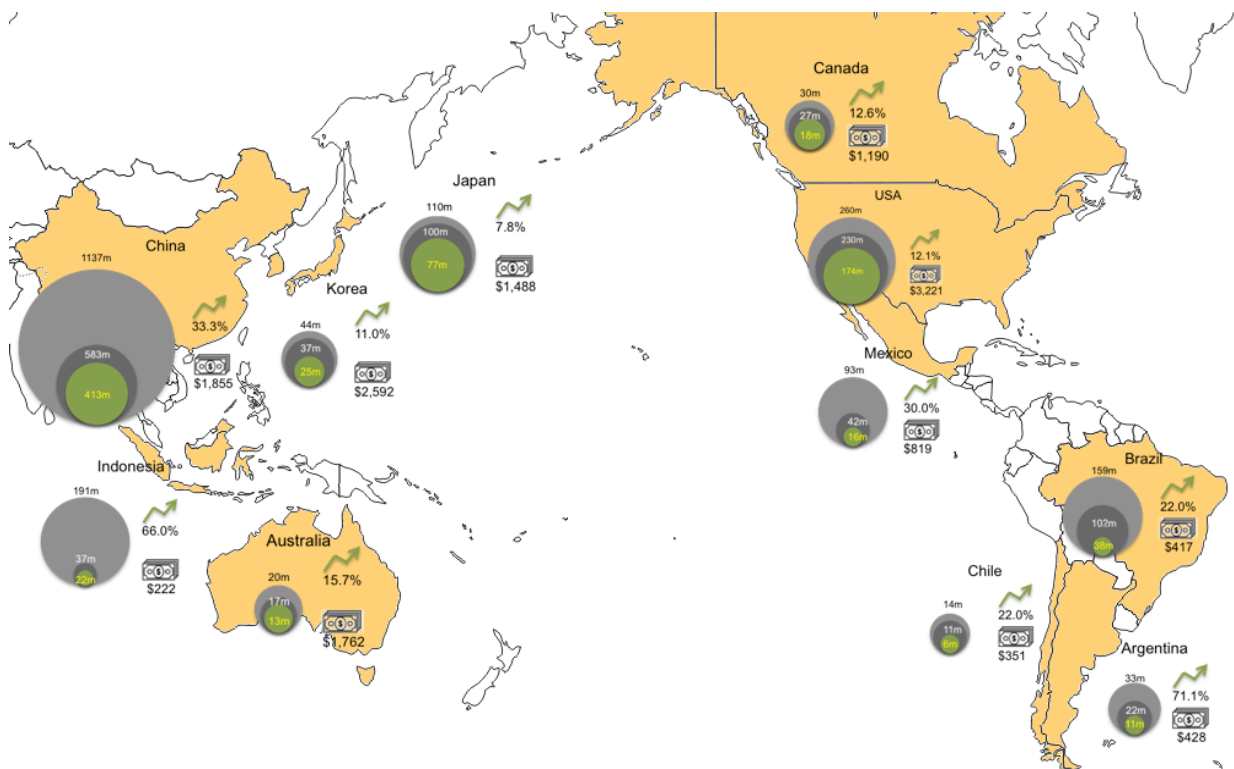 Canada
30m
27m
18m
12.6%
$1,190
USA
260m
230m
174m
12.1%
$3,221
Japan
110m
100m
77m
7.8%
$1,488
China
1137m
583m
413m
33.3%
$1,855
Korea
44m
37m
25m
11.0%
$2,592
Mexico
93m
42m
16m
30.0%
$819
Indonesia
191m
37m
22m
66.0%
$222
Australia
20m
17m
13m
15.7%
$1,762
Brazil
159m
102m
38m
22.0%
$417
Chile
14m
11m
6m
22.0%
$351
Argentina
33m
22m
11m
71.1%
$428